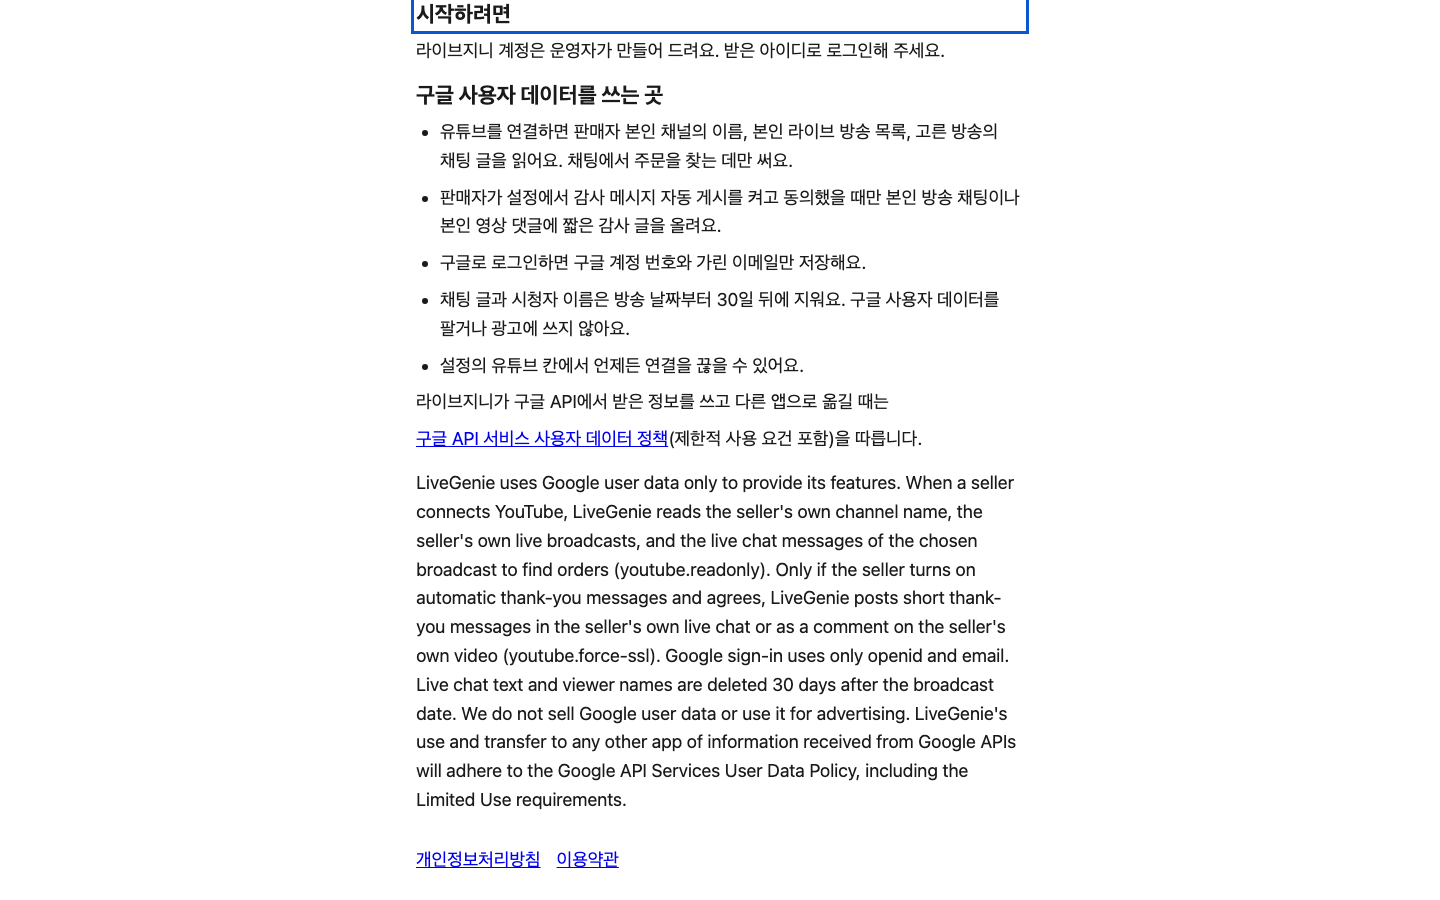 시작하려면
라이브지니 계정은 운영자가 만들어 드려요. 받은 아이디로 로그인해 주세요.
구글 사용자 데이터를 쓰는 곳
• 유튜브를 연결하면 판매자 본인 채널의 이름, 본인 라이브 방송 목록, 고른 방송의
채팅 글을 읽어요. 채팅에서 주문을 찾는 데만 써요.
• 판매자가 설정에서 감사 메시지 자동 게시를 켜고 동의했을 때만 본인 방송 채팅이나
본인 영상 댓글에 짧은 감사 글을 올려요.
• 구글로 로그인하면 구글 계정 번호와 가린 이메일만 저장해요.
• 채팅 글과 시청자 이름은 방송 날짜부터 30일 뒤에 지워요. 구글 사용자 데이터를
팔거나 광고에 쓰지 않아요.
• 설정의 유튜브 칸에서 언제든 연결을 끊을 수 있어요.
라이브지니가 구글 API에서 받은 정보를 쓰고 다른 앱으로 옮길 때는
구글 API 서비스 사용자 데이터 정책(제한적 사용 요건 포함)을 따릅니다.
LiveGenie uses Google user data only to provide its features. When a seller
connects YouTube, LiveGenie reads the seller's own channel name, the
seller's own live broadcasts, and the live chat messages of the chosen
broadcast to find orders (youtube.readonly). Only if the seller turns on
automatic thank-you messages and agrees, LiveGenie posts short thank-
you messages in the seller's own live chat or as a comment on the seller's
own video (youtube.force-ssl). Google sign-in uses only openid and email.
Live chat text and viewer names are deleted 30 days after the broadcast
date. We do not sell Google user data or use it for advertising. LiveGenie's
use and transfer to any other app of information received from Google APIs
will adhere to the Google API Services User Data Policy, including the
Limited Use requirements.
개인정보처리방침 이용약관